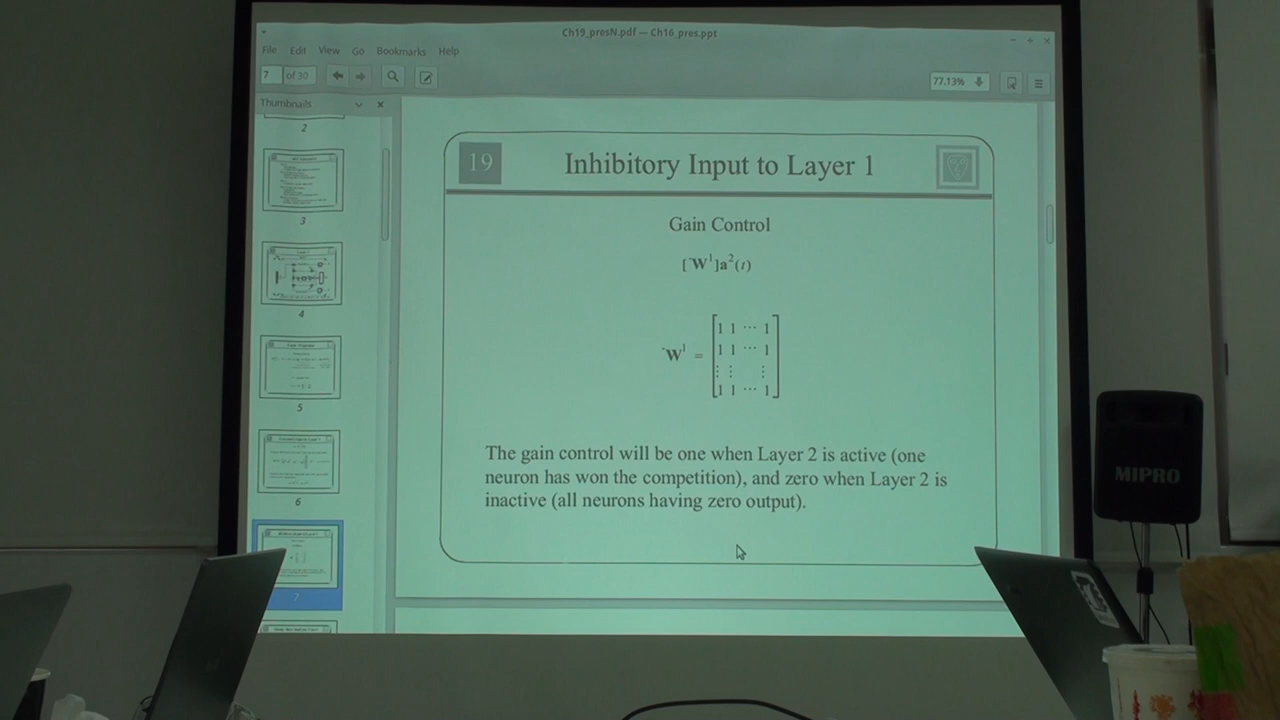 Ch19_presN.pdf — Ch16_pres.ppt
File Edit View Go Bookmarks Help
7 of 30
77.13%
Thumbnails
2
3
4
5
6
7
19
Inhibitory Input to Layer 1
Gain Control
[⁻W¹]a²(t)
⁻W¹ =
1 1 ⋯ 1
1 1 ⋯ 1
⋮ ⋮ ⋮
1 1 ⋯ 1
The gain control will be one when Layer 2 is active (one
neuron has won the competition), and zero when Layer 2 is
inactive (all neurons having zero output).
MIPRO